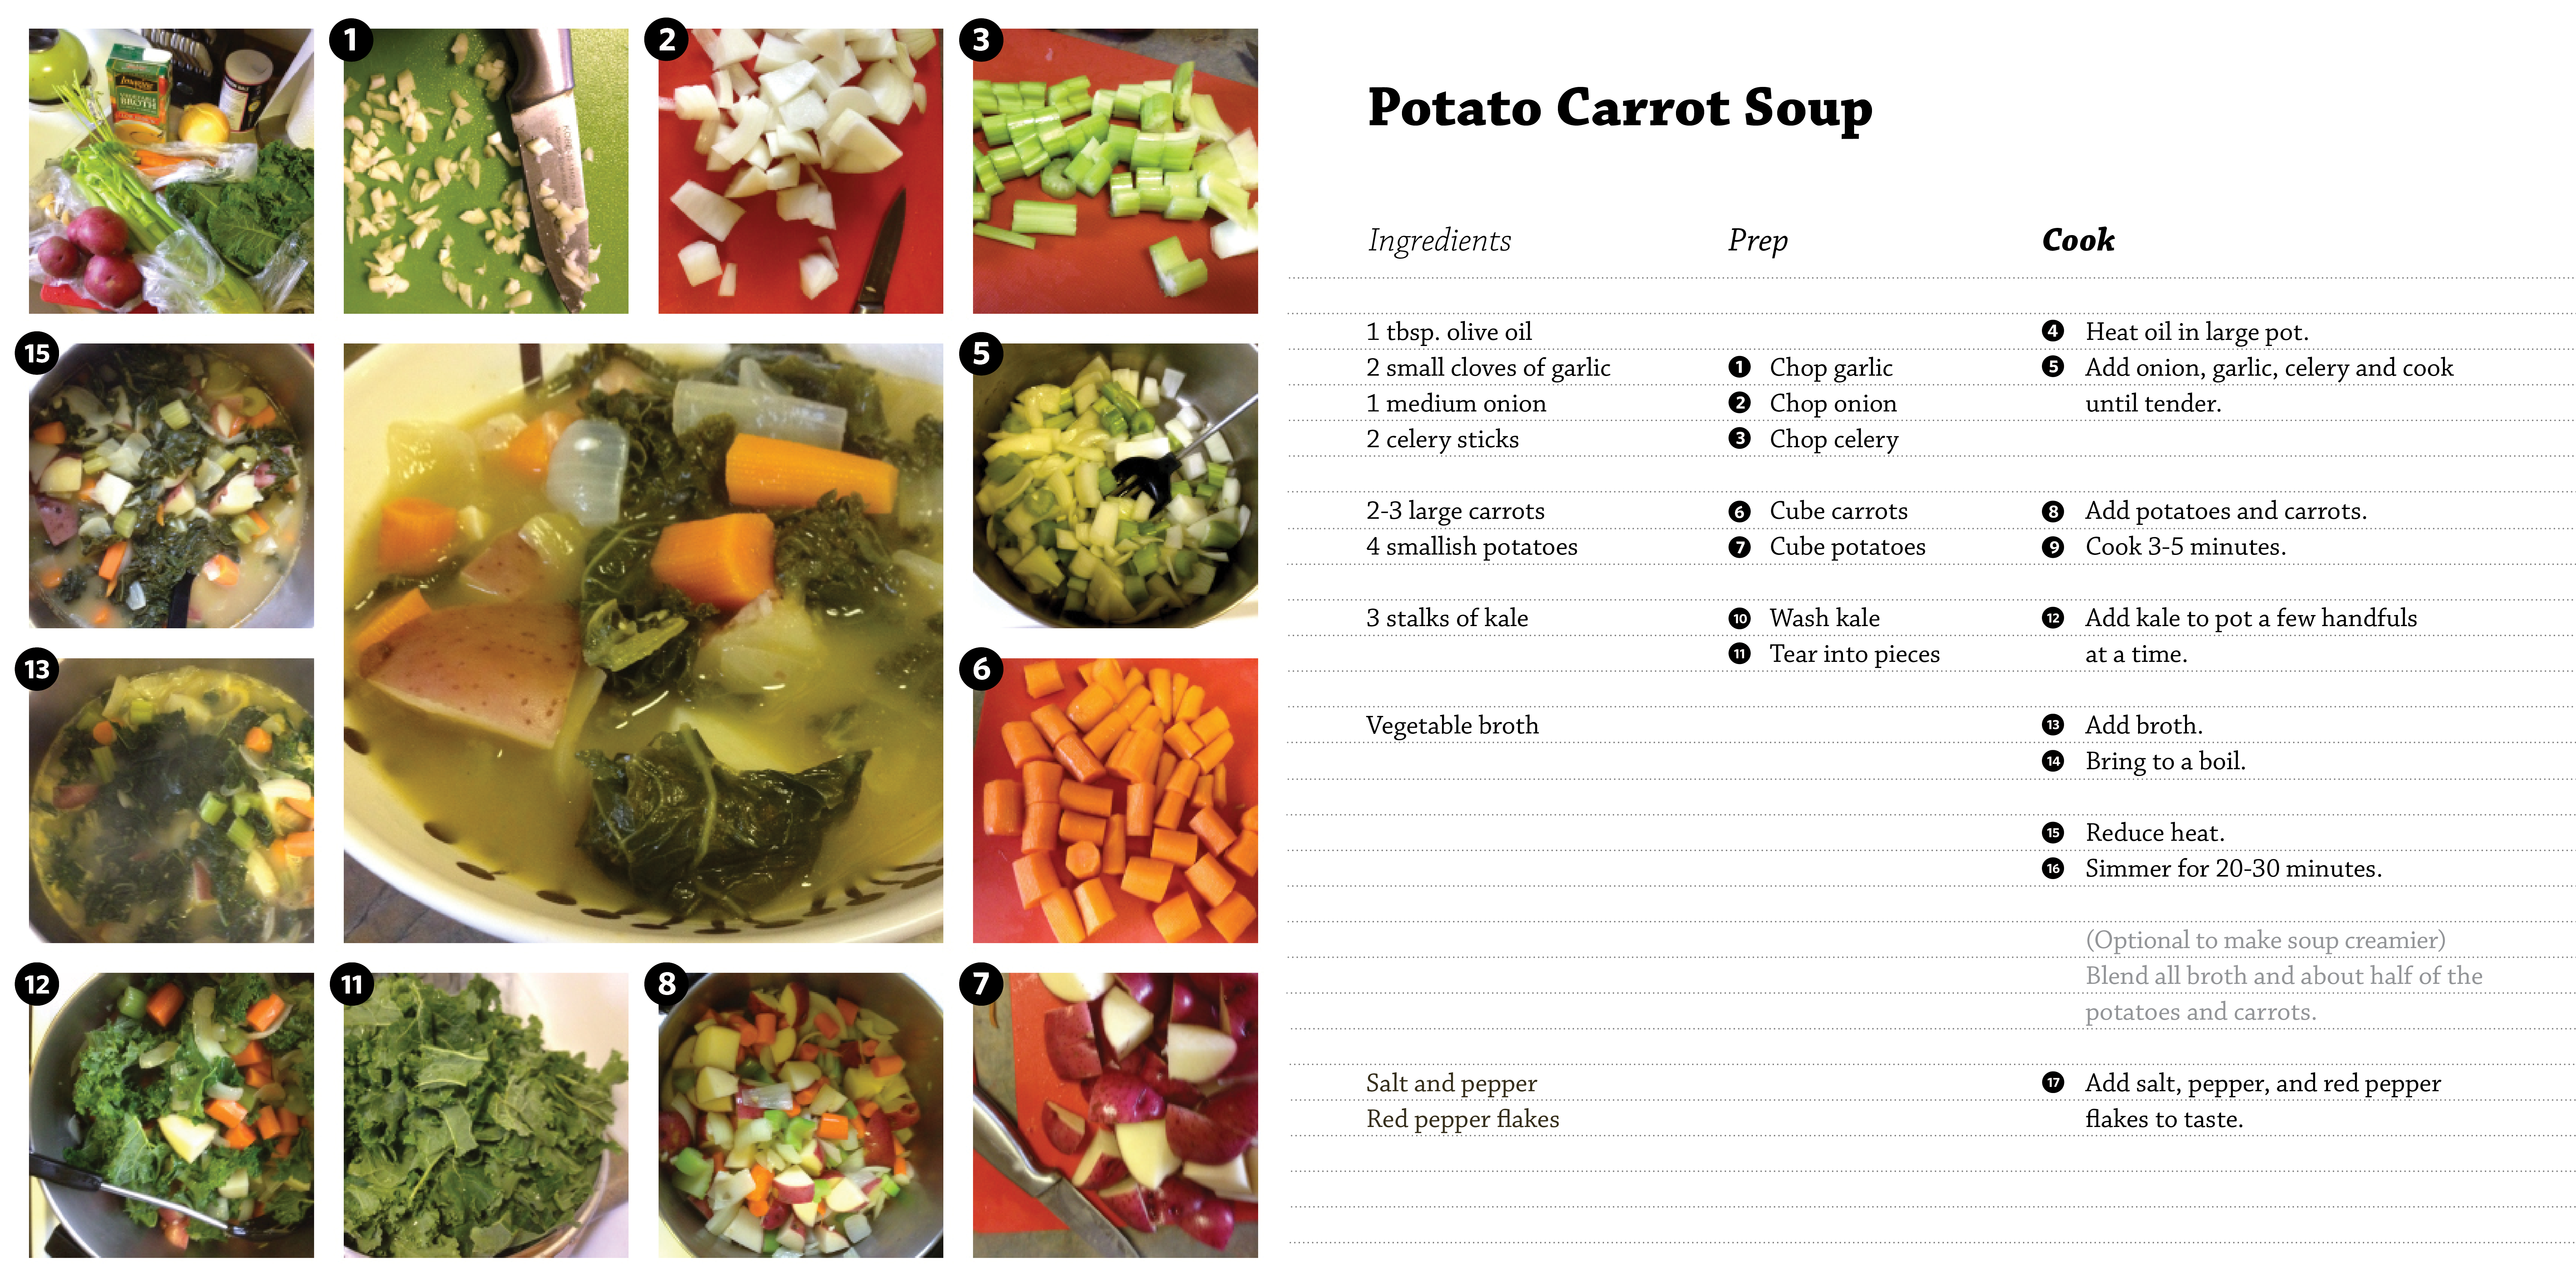 1
2
3
15
5
13
6
12
11
8
7
Imagine
VEGETABLE
BROTH
Potato Carrot Soup
Ingredients Prep Cook
1 tbsp. olive oil 4 Heat oil in large pot.
2 small cloves of garlic 1 Chop garlic 5 Add onion, garlic, celery and cook
1 medium onion 2 Chop onion until tender.
2 celery sticks 3 Chop celery
2-3 large carrots 6 Cube carrots 8 Add potatoes and carrots.
4 smallish potatoes 7 Cube potatoes 9 Cook 3-5 minutes.
3 stalks of kale 10 Wash kale 12 Add kale to pot a few handfuls
11 Tear into pieces at a time.
Vegetable broth 13 Add broth.
14 Bring to a boil.
15 Reduce heat.
16 Simmer for 20-30 minutes.
(Optional to make soup creamier)
Blend all broth and about half of the
potatoes and carrots.
Salt and pepper 17 Add salt, pepper, and red pepper
Red pepper flakes flakes to taste.